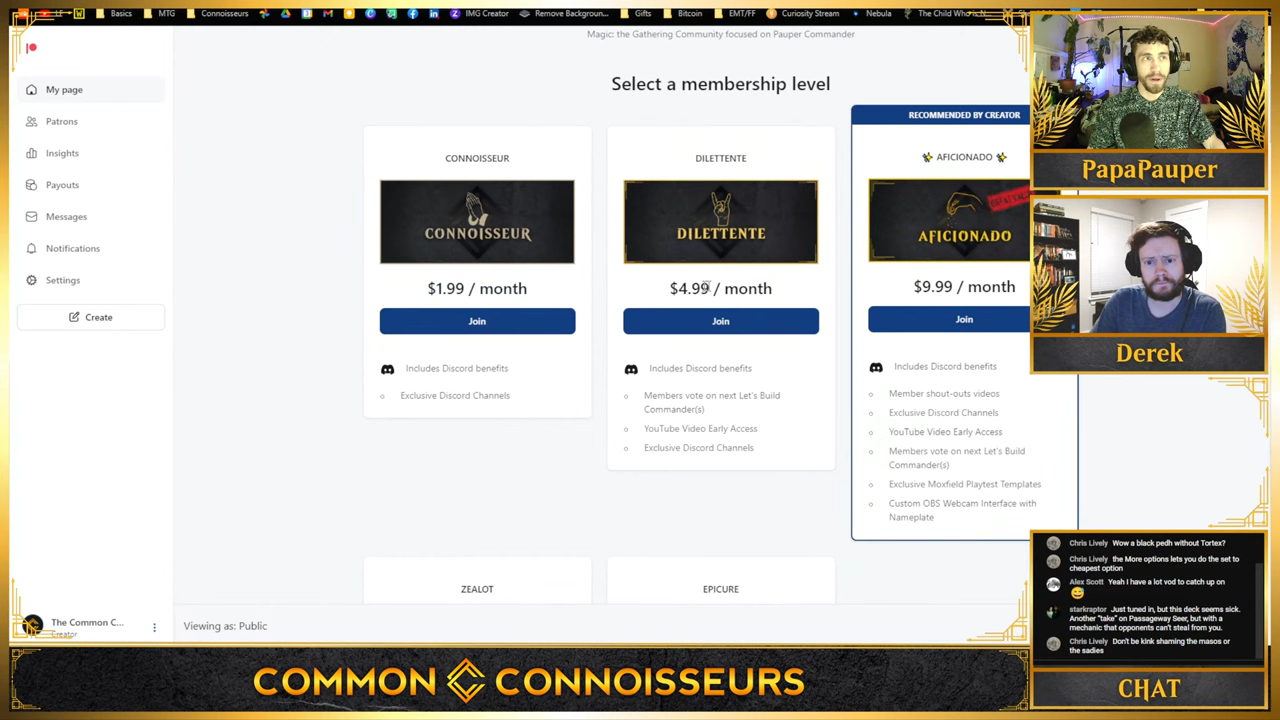 Basics
MTG
Connoisseurs
IMG Creator
Remove Backgroun...
Gifts
Bitcoin
EMT/FF
Curiosity Stream
Nebula
Magic: the Gathering Community focused on Pauper Commander
Select a membership level
My page
Patrons
Insights
Payouts
Messages
Notifications
Settings
Create
The Common C...
Creator
CONNOISSEUR
CONNOISSEUR
$1.99 / month
Join
Includes Discord benefits
Exclusive Discord Channels
DILETTENTE
DILETTENTE
$4.99 / month
Join
Includes Discord benefits
Members vote on next Let's Build
Commander(s)
YouTube Video Early Access
Exclusive Discord Channels
RECOMMENDED BY CREATOR
✨ AFICIONADO ✨
AFICIONADO
$9.99 / month
Join
Includes Discord benefits
Member shout-outs videos
Exclusive Discord Channels
YouTube Video Early Access
Members vote on next Let's Build
Commander(s)
Exclusive Moxfield Playtest Templates
Custom OBS Webcam Interface with
Nameplate
ZEALOT
EPICURE
Viewing as: Public
PapaPauper
Derek
Chris Lively Wow a black pedh without Tortex?
Chris Lively the More options lets you do the set to
cheapest option
Alex Scott Yeah I have a lot vod to catch up on
😅
starkraptor Just tuned in, but this deck seems sick.
Another "take" on Passageway Seer, but with a
mechanic that opponents can't steal from you.
Chris Lively Don't be kink shaming the masos or
the sadies
CHAT
COMMON CONNOISSEURS